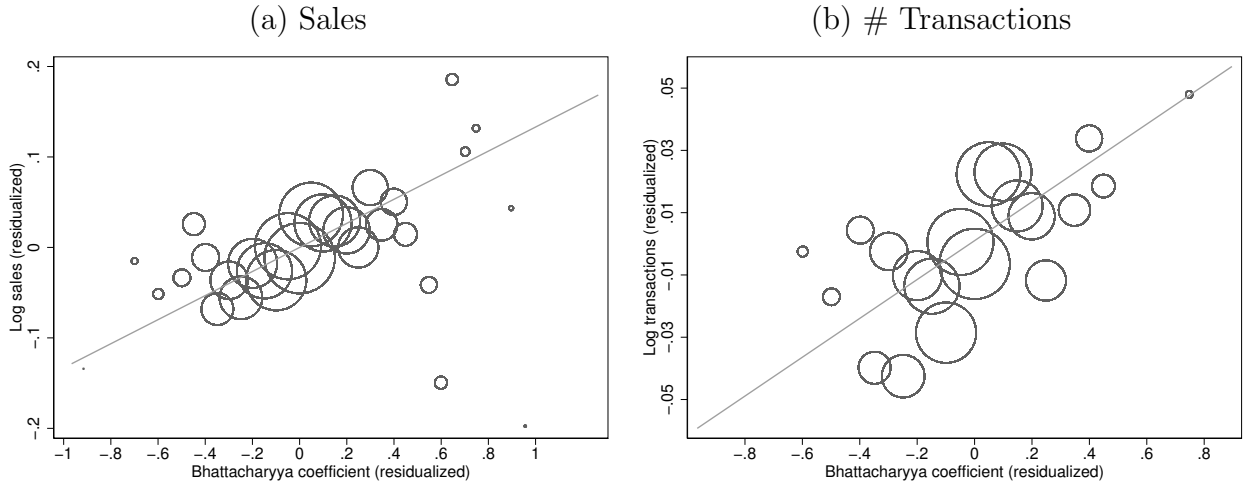 (a) Sales
(b) # Transactions
Log sales (residualized)
.2
.1
0
-.1
-.2
-1 -.8 -.6 -.4 -.2 0 .2 .4 .6 .8 1
Bhattacharyya coefficient (residualized)
Log transactions (residualized)
.05
.03
.01
-.01
-.03
-.05
-.8 -.6 -.4 -.2 0 .2 .4 .6 .8
Bhattacharyya coefficient (residualized)